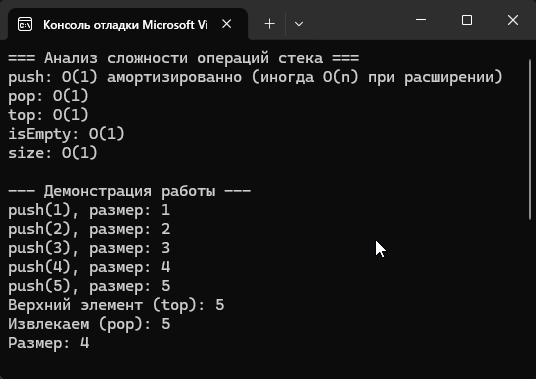 Консоль отладки Microsoft Vi
=== Анализ сложности операций стека ===
push: O(1) амортизированно (иногда O(n) при расширении)
pop: O(1)
top: O(1)
isEmpty: O(1)
size: O(1)
--- Демонстрация работы ---
push(1), размер: 1
push(2), размер: 2
push(3), размер: 3
push(4), размер: 4
push(5), размер: 5
Верхний элемент (top): 5
Извлекаем (pop): 5
Размер: 4